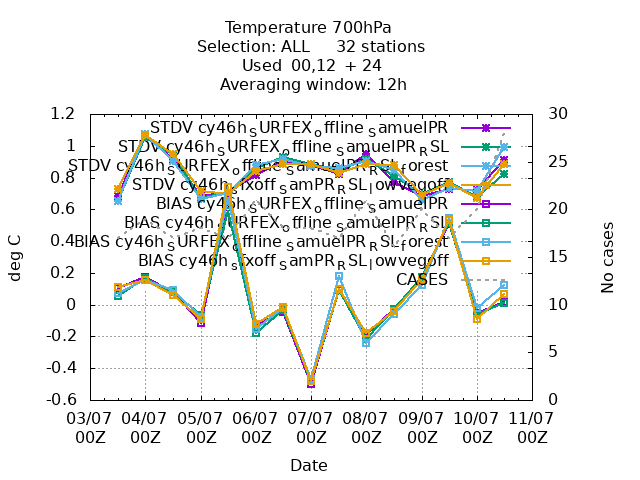 Temperature 700hPa
Selection: ALL 32 stations
Used 00,12 + 24
Averaging window: 12h
STDV cy46h_SURFEX_offline_SamuelPR
STDV cy46h_SURFEX_offline_SamuelPR_RSL
STDV cy46h_SURFEX_offline_SamuelPR_RSL_forest
STDV cy46h_sfxoff_SamPR_RSL_lowvegoff
BIAS cy46h_SURFEX_offline_SamuelPR
BIAS cy46h_SURFEX_offline_SamuelPR_RSL
BIAS cy46h_SURFEX_offline_SamuelPR_RSL_forest
BIAS cy46h_sfxoff_SamPR_RSL_lowvegoff
CASES
1.2
1
0.8
0.6
0.4
0.2
0
-0.2
-0.4
-0.6
deg C
30
25
20
15
10
5
0
No cases
03/07 04/07 05/07 06/07 07/07 08/07 09/07 10/07 11/07
00Z 00Z 00Z 00Z 00Z 00Z 00Z 00Z 00Z
Date